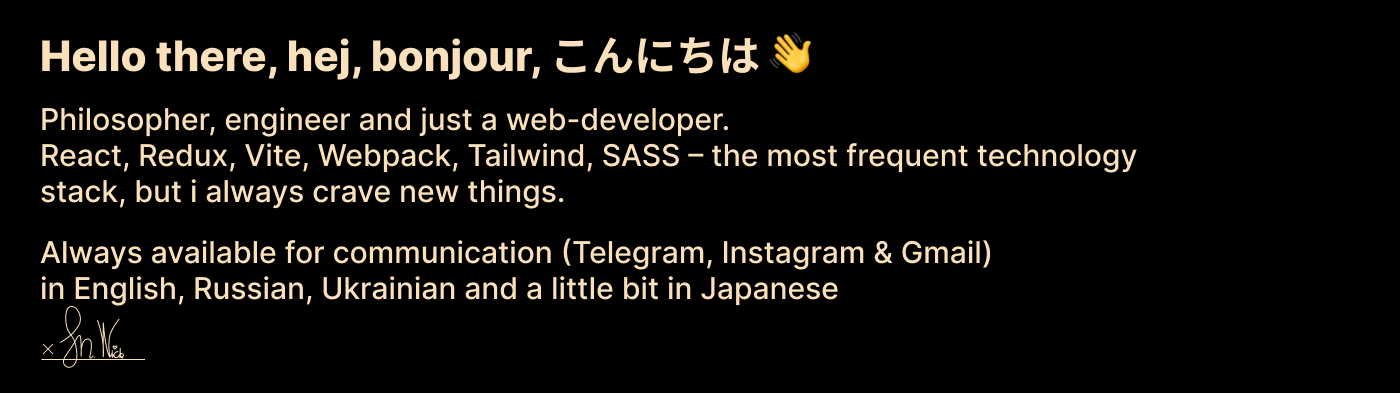 Hello there, hej, bonjour, こんにちは 👋
Philosopher, engineer and just a web-developer.
React, Redux, Vite, Webpack, Tailwind, SASS – the most frequent technology
stack, but i always crave new things.
Always available for communication (Telegram, Instagram & Gmail)
in English, Russian, Ukrainian and a little bit in Japanese